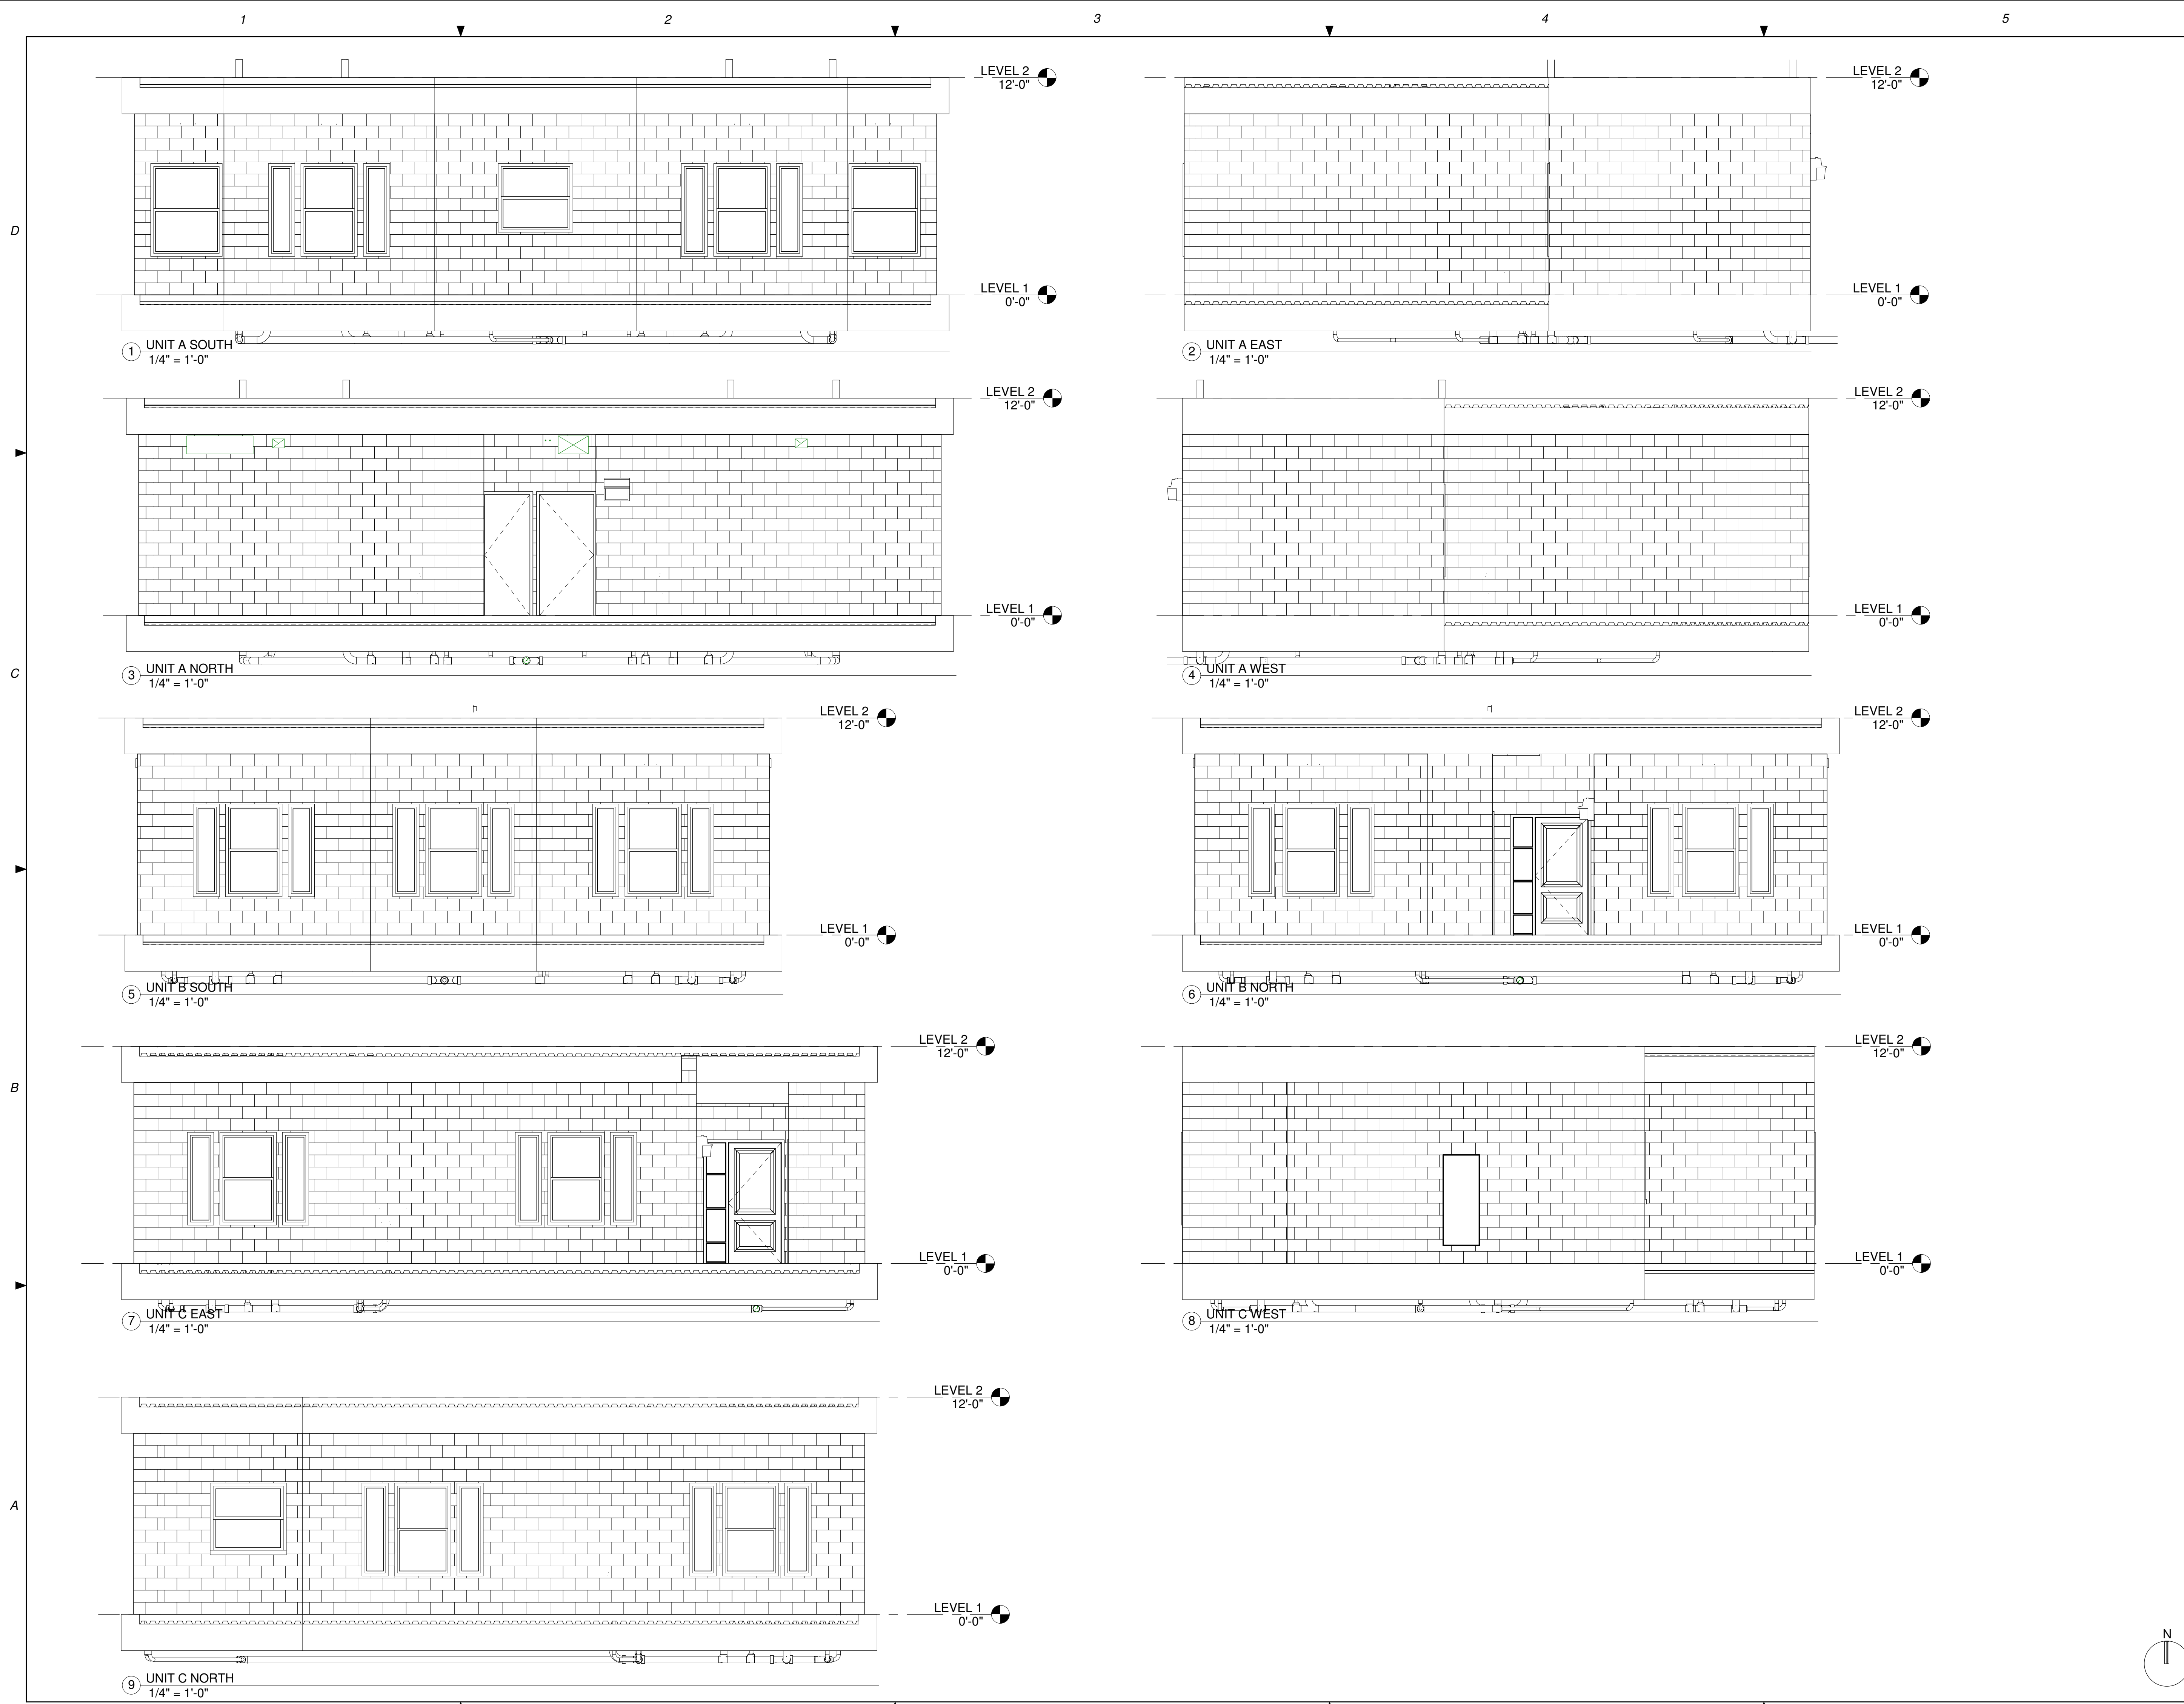 1 2 3 4 5
LEVEL 2
12'-0"
LEVEL 2
12'-0"
D
LEVEL 1
0'-0"
LEVEL 1
0'-0"
1 UNIT A SOUTH
1/4" = 1'-0"
2 UNIT A EAST
1/4" = 1'-0"
LEVEL 2
12'-0"
LEVEL 2
12'-0"
LEVEL 1
0'-0"
LEVEL 1
0'-0"
C
3 UNIT A NORTH
1/4" = 1'-0"
4 UNIT A WEST
1/4" = 1'-0"
LEVEL 2
12'-0"
LEVEL 2
12'-0"
LEVEL 1
0'-0"
LEVEL 1
0'-0"
5 UNIT B SOUTH
1/4" = 1'-0"
6 UNIT B NORTH
1/4" = 1'-0"
LEVEL 2
12'-0"
LEVEL 2
12'-0"
B
LEVEL 1
0'-0"
LEVEL 1
0'-0"
7 UNIT C EAST
1/4" = 1'-0"
8 UNIT C WEST
1/4" = 1'-0"
LEVEL 2
12'-0"
A
LEVEL 1
0'-0"
N
9 UNIT C NORTH
1/4" = 1'-0"